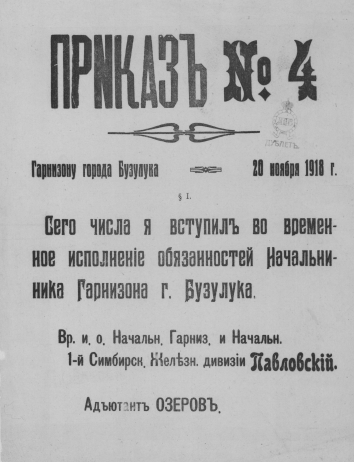 ПРИКАЗЪ № 4
Гарнизону города Бузулука 20 ноября 1918 г.
§ I.
Сего числа я вступилъ во времен-
ное исполненіе обязанностей Начальни-
ника Гарнизона г. Бузулука.
Вр. и. о. Начальн. Гарниз. и Начальн.
1-й Симбирск. Желѣзн. дивизіи Павловскій.
Адъютантъ ОЗЕРОВЪ.